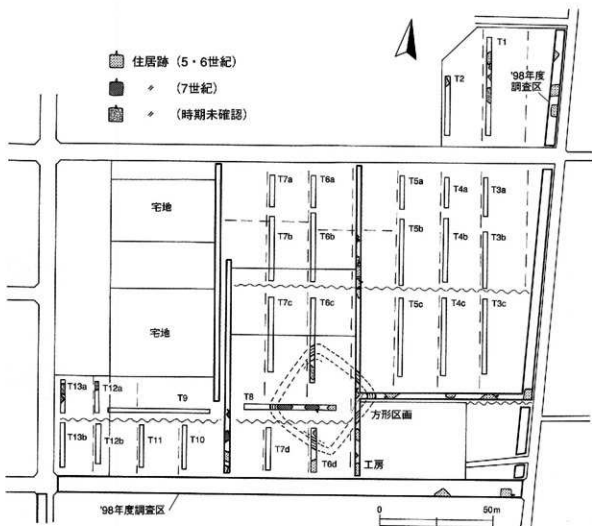 住居跡 (5・6世紀)
〃 (7世紀)
〃 (時期未確認)
T1
T2
'98年度
調査区
宅地
宅地
T7a
T6a
T5a
T4a
T3a
T7b
T6b
T5b
T4b
T3b
T7c
T6c
T5c
T4c
T3c
T13a
T12a
T9
T8
方形区画
T13b
T12b
T11
T10
T7d
T6d
工房
'98年度調査区
0 50m